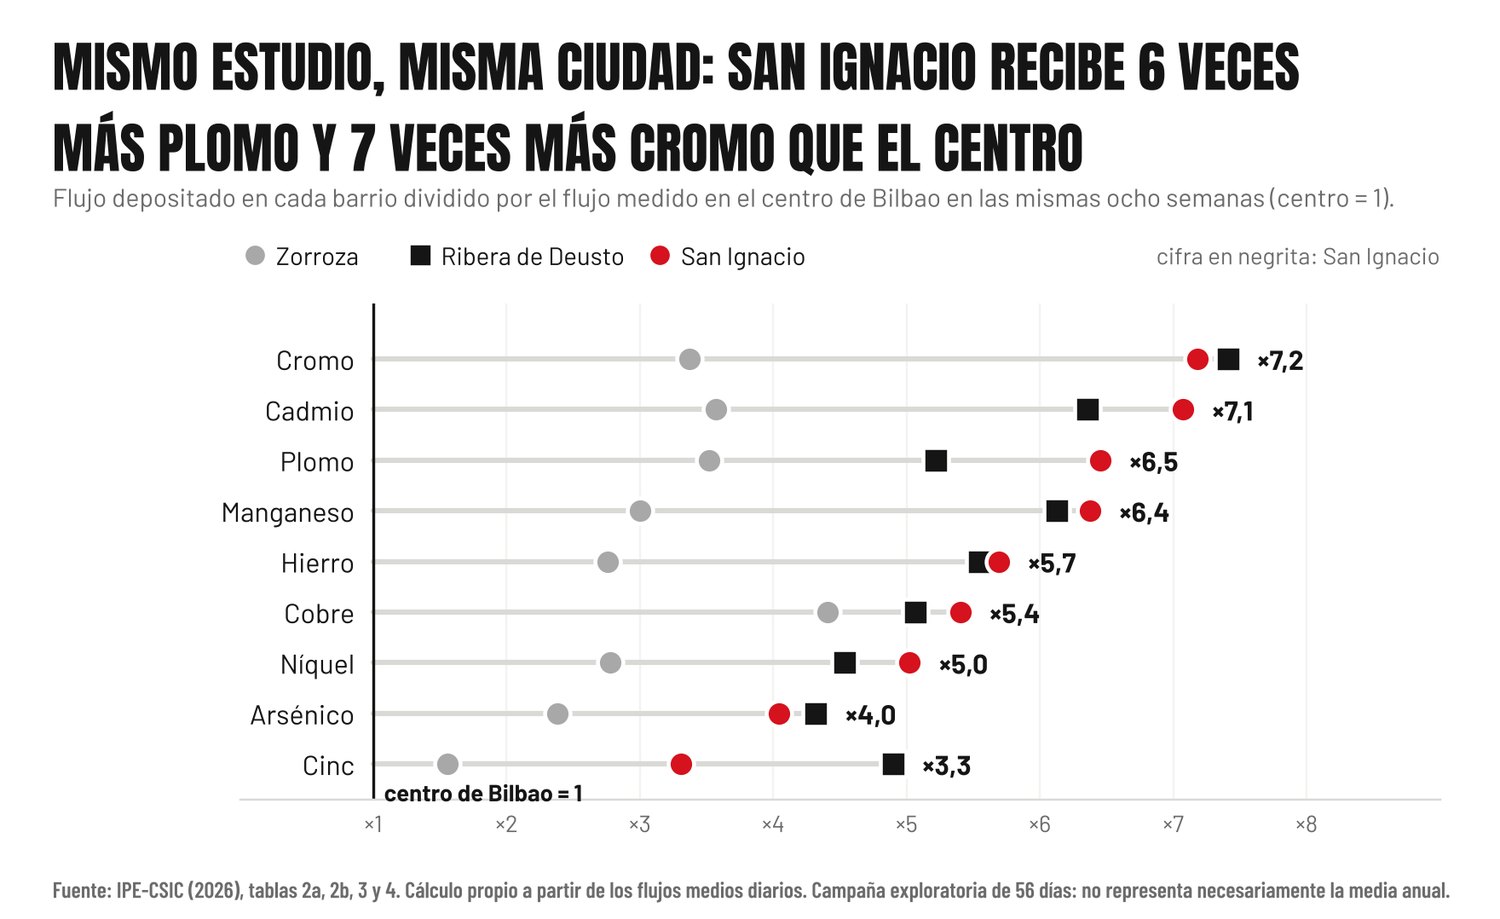 MISMO ESTUDIO, MISMA CIUDAD: SAN IGNACIO RECIBE 6 VECES
MÁS PLOMO Y 7 VECES MÁS CROMO QUE EL CENTRO
Flujo depositado en cada barrio dividido por el flujo medido en el centro de Bilbao en las mismas ocho semanas (centro = 1).
Zorroza Ribera de Deusto San Ignacio cifra en negrita: San Ignacio
Cromo ×7,2
Cadmio ×7,1
Plomo ×6,5
Manganeso ×6,4
Hierro ×5,7
Cobre ×5,4
Níquel ×5,0
Arsénico ×4,0
Cinc ×3,3
centro de Bilbao = 1
×1 ×2 ×3 ×4 ×5 ×6 ×7 ×8
Fuente: IPE-CSIC (2026), tablas 2a, 2b, 3 y 4. Cálculo propio a partir de los flujos medios diarios. Campaña exploratoria de 56 días: no representa necesariamente la media anual.